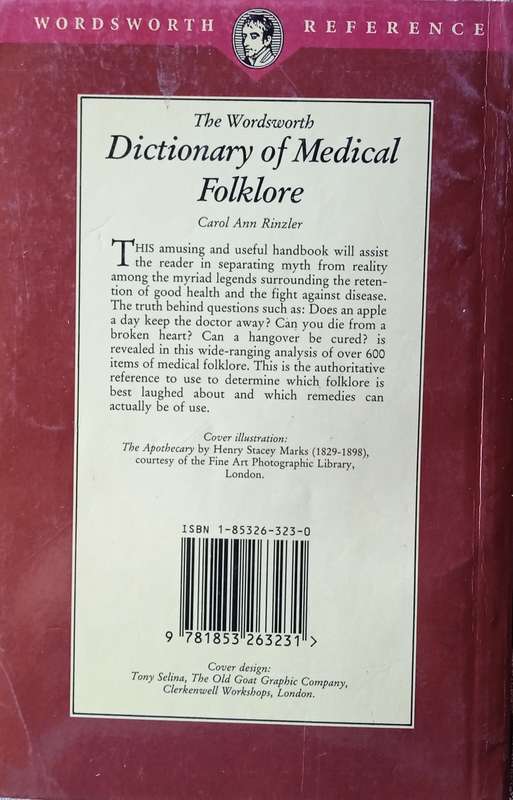 WORDSWORTH REFERENCE
The Wordsworth
Dictionary of Medical
Folklore
Carol Ann Rinzler
THIS amusing and useful handbook will assist
the reader in separating myth from reality
among the myriad legends surrounding the reten-
tion of good health and the fight against disease.
The truth behind questions such as: Does an apple
a day keep the doctor away? Can you die from a
broken heart? Can a hangover be cured? is
revealed in this wide-ranging analysis of over 600
items of medical folklore. This is the authoritative
reference to use to determine which folklore is
best laughed about and which remedies can
actually be of use.
Cover illustration:
The Apothecary by Henry Stacey Marks (1829-1898),
courtesy of the Fine Art Photographic Library,
London.
ISBN 1-85326-323-0
9 781853 263231 >
Cover design:
Tony Selina, The Old Goat Graphic Company,
Clerkenwell Workshops, London.